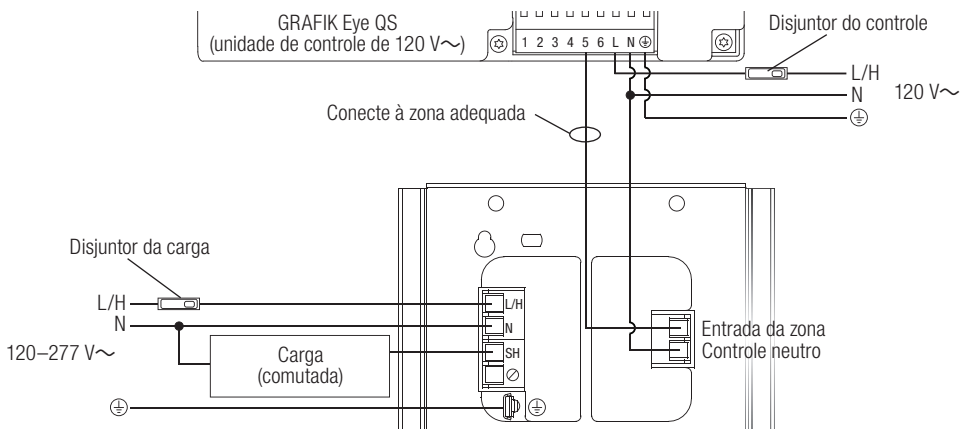 GRAFIK Eye QS
(unidade de controle de 120 V~)
1 2 3 4 5 6 L N
Disjuntor do controle
L/H
N
120 V~
Conecte à zona adequada
Disjuntor da carga
L/H
N
120–277 V~
Carga
(comutada)
L/H
N
SH
Entrada da zona
Controle neutro